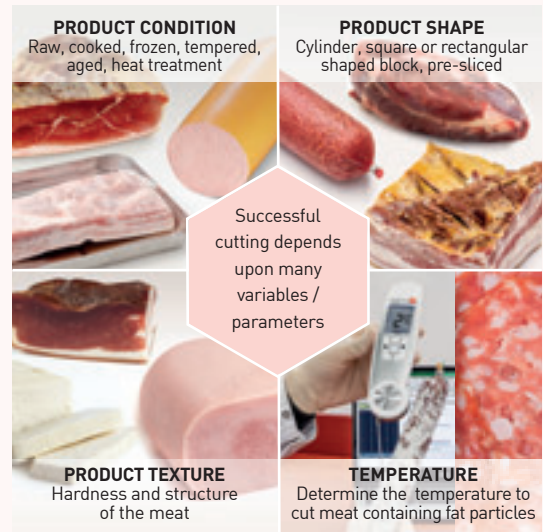 PRODUCT CONDITION
Raw, cooked, frozen, tempered,
aged, heat treatment
PRODUCT SHAPE
Cylinder, square or rectangular
shaped block, pre-sliced
Successful
cutting depends
upon many
variables /
parameters
PRODUCT TEXTURE
Hardness and structure
of the meat
TEMPERATURE
Determine the temperature to
cut meat containing fat particles